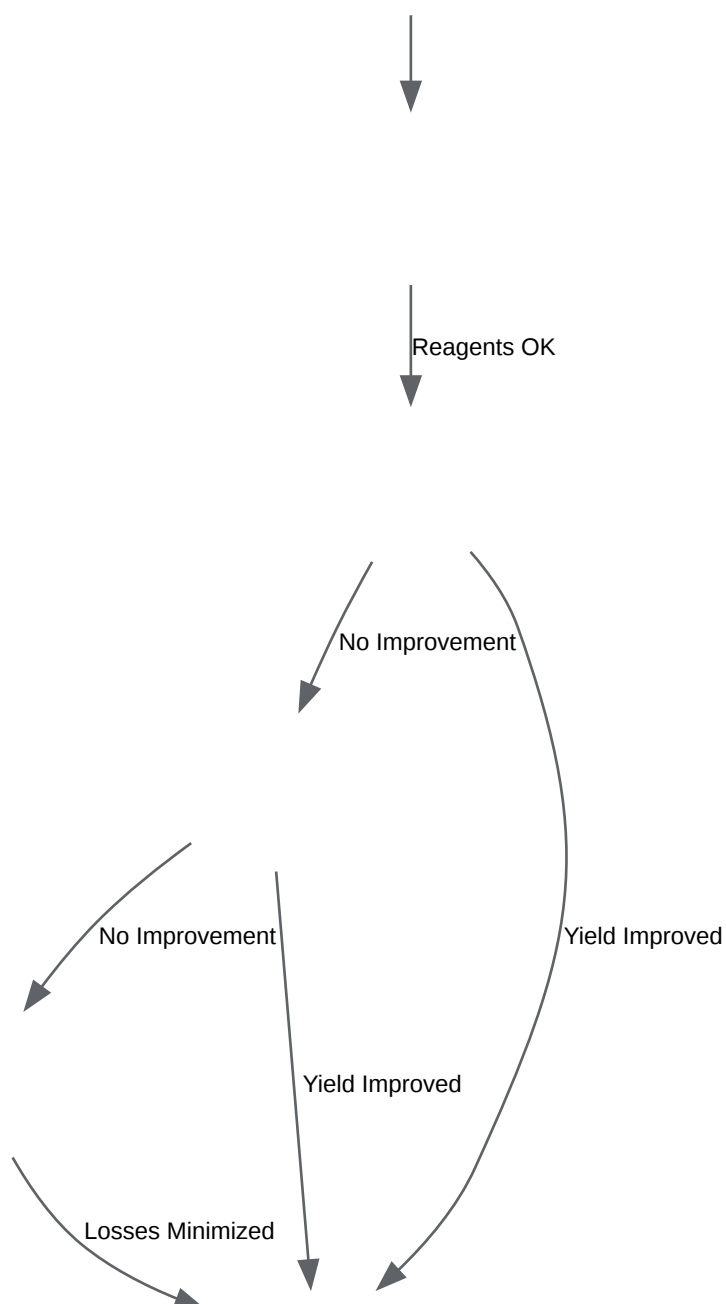 Reagents OK
No Improvement
No Improvement
Yield Improved
Yield Improved
Losses Minimized